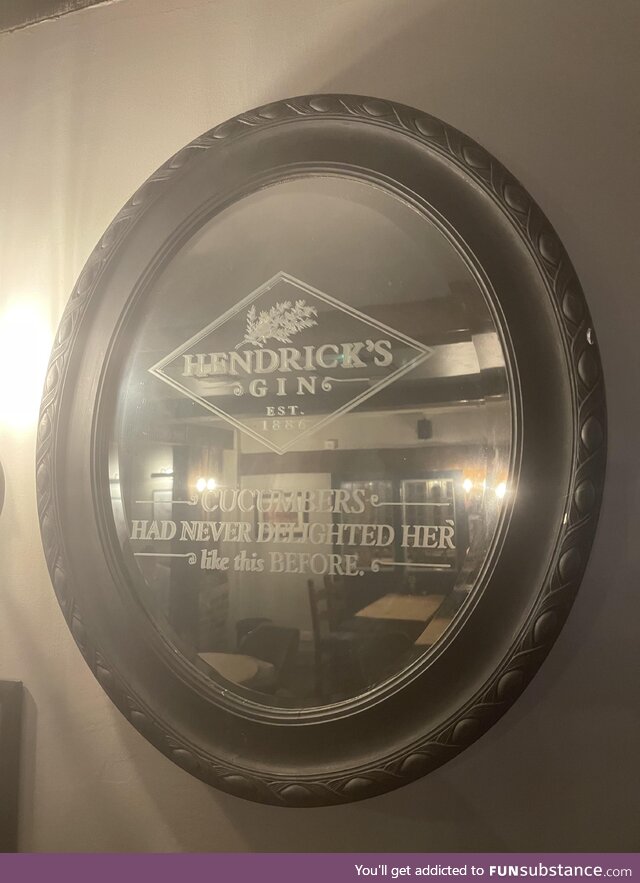 HENDRICK'S
GIN
EST.
1886
CUCUMBERS
HAD NEVER DELIGHTED HER
like this BEFORE.
You'll get addicted to FUNsubstance.com